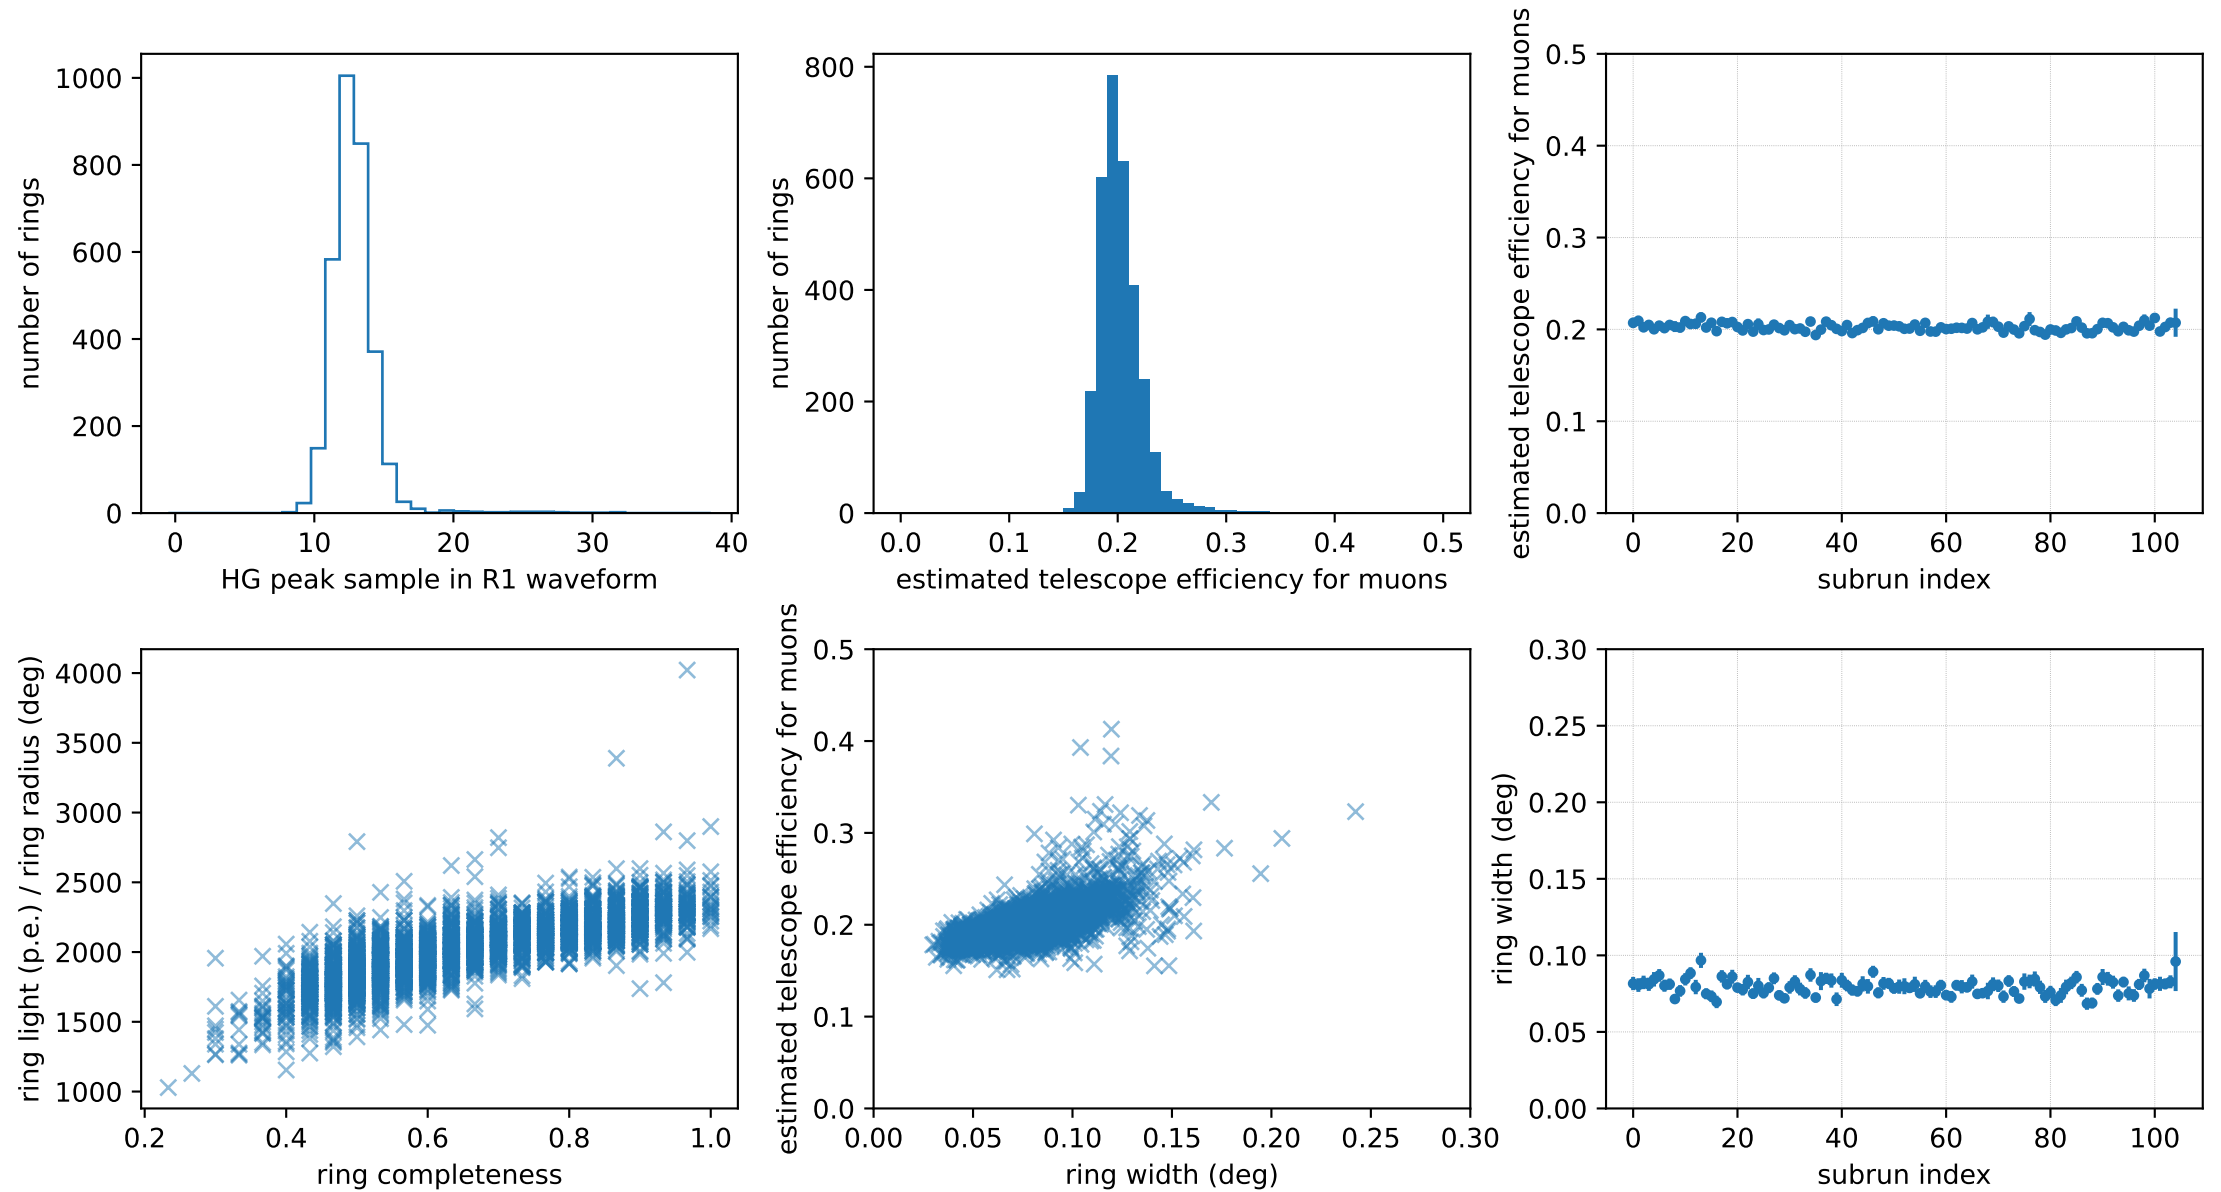 number of rings
1000
800
600
400
200
0
0 10 20 30 40
HG peak sample in R1 waveform
number of rings
800
600
400
200
0
0.0 0.1 0.2 0.3 0.4 0.5
estimated telescope efficiency for muons
estimated telescope efficiency for muons
0.5
0.4
0.3
0.2
0.1
0.0
0 20 40 60 80 100
subrun index
ring light (p.e.) / ring radius (deg)
4000
3500
3000
2500
2000
1500
1000
0.2 0.4 0.6 0.8 1.0
ring completeness
estimated telescope efficiency for muons
0.5
0.4
0.3
0.2
0.1
0.0
0.00 0.05 0.10 0.15 0.20 0.25 0.30
ring width (deg)
ring width (deg)
0.30
0.25
0.20
0.15
0.10
0.05
0.00
0 20 40 60 80 100
subrun index